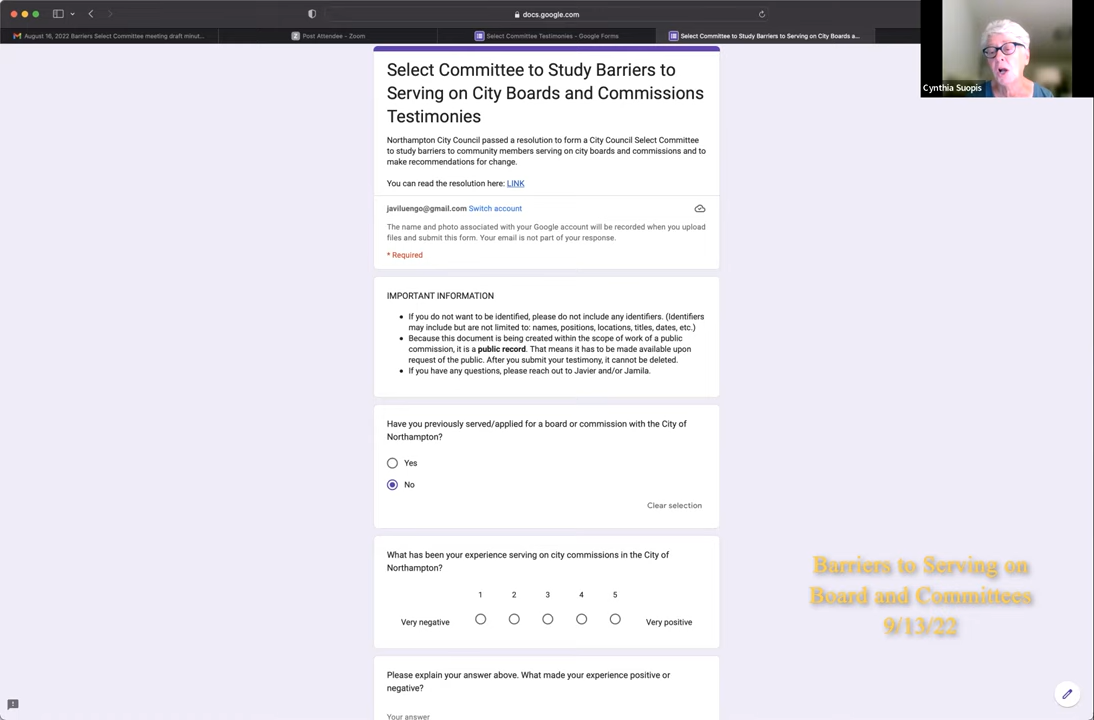 docs.google.com
August 16, 2022 Barriers Select Committee meeting draft minut...
Post Attendee - Zoom
Select Committee Testimonies - Google Forms
Select Committee to Study Barriers to Serving on City Boards a...
Cynthia Suopis
Select Committee to Study Barriers to
Serving on City Boards and Commissions
Testimonies
Northampton City Council passed a resolution to form a City Council Select Committee
to study barriers to community members serving on city boards and commissions and to
make recommendations for change.
You can read the resolution here: LINK
javiluengo@gmail.com Switch account
The name and photo associated with your Google account will be recorded when you upload
files and submit this form. Your email is not part of your response.
* Required
IMPORTANT INFORMATION
If you do not want to be identified, please do not include any identifiers. (Identifiers
may include but are not limited to: names, positions, locations, titles, dates, etc.)
Because this document is being created within the scope of work of a public
commission, it is a public record. That means it has to be made available upon
request of the public. After you submit your testimony, it cannot be deleted.
If you have any questions, please reach out to Javier and/or Jamila.
Have you previously served/applied for a board or commission with the City of
Northampton?
Yes
No
Clear selection
What has been your experience serving on city commissions in the City of
Northampton?
1 2 3 4 5
Very negative Very positive
Please explain your answer above. What made your experience positive or
negative?
Your answer
Barriers to Serving on
Board and Committees
9/13/22